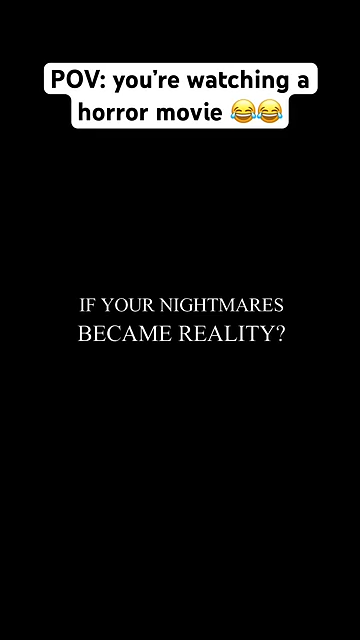 POV: you're watching a
horror movie 😂😂
IF YOUR NIGHTMARES
BECAME REALITY?